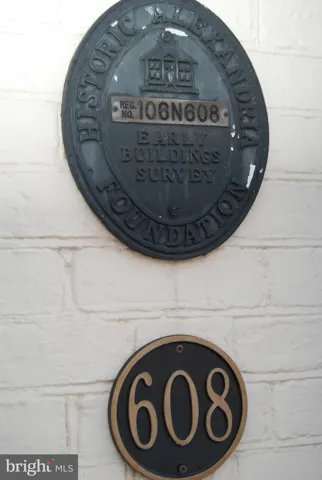 HISTORIC ALEXANDRIA
REG.
NO. 106N608
EARLY
BUILDINGS
SURVEY
FOUNDATION
608
bright MLS